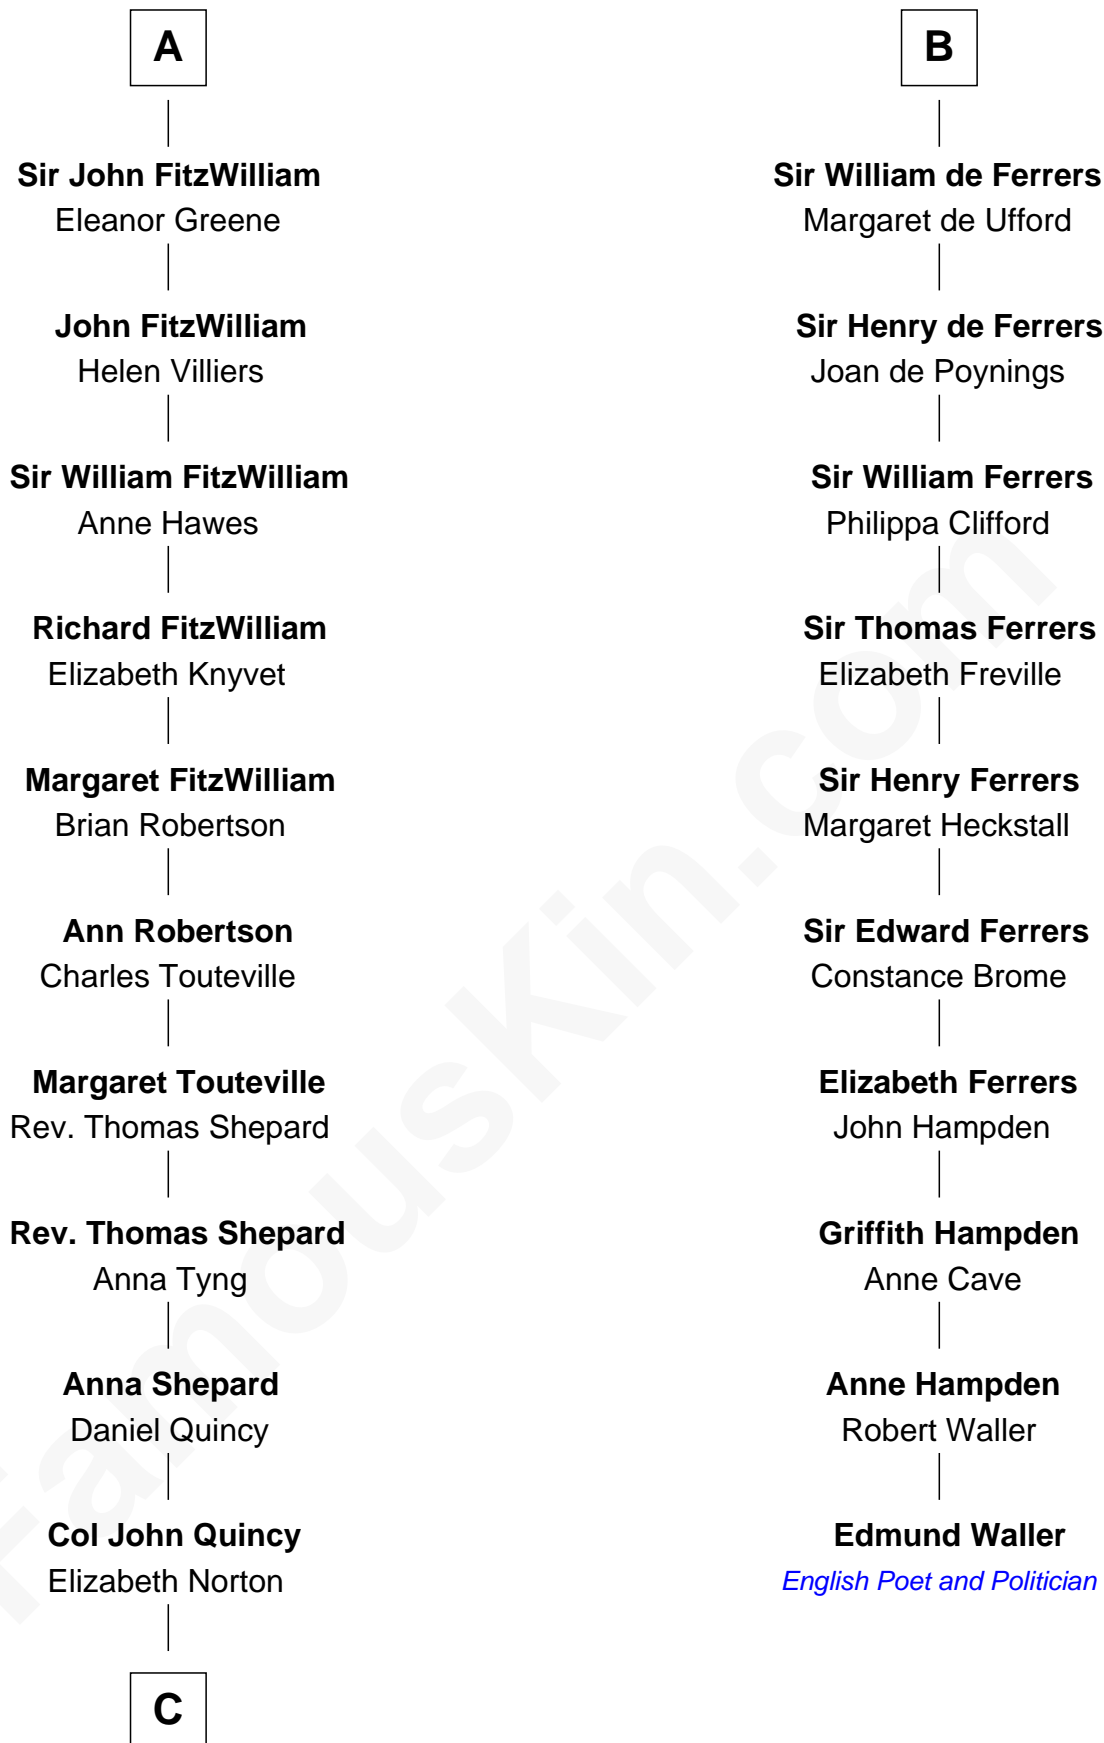 A
Sir John FitzWilliam
Eleanor Greene
John FitzWilliam
Helen Villiers
Sir William FitzWilliam
Anne Hawes
Richard FitzWilliam
Elizabeth Knyvet
Margaret FitzWilliam
Brian Robertson
Ann Robertson
Charles Touteville
Margaret Touteville
Rev. Thomas Shepard
Rev. Thomas Shepard
Anna Tyng
Anna Shepard
Daniel Quincy
Col John Quincy
Elizabeth Norton
C
B
Sir William de Ferrers
Margaret de Ufford
Sir Henry de Ferrers
Joan de Poynings
Sir William Ferrers
Philippa Clifford
Sir Thomas Ferrers
Elizabeth Freville
Sir Henry Ferrers
Margaret Heckstall
Sir Edward Ferrers
Constance Brome
Elizabeth Ferrers
John Hampden
Griffith Hampden
Anne Cave
Anne Hampden
Robert Waller
Edmund Waller
English Poet and Politician
FamousKin.com